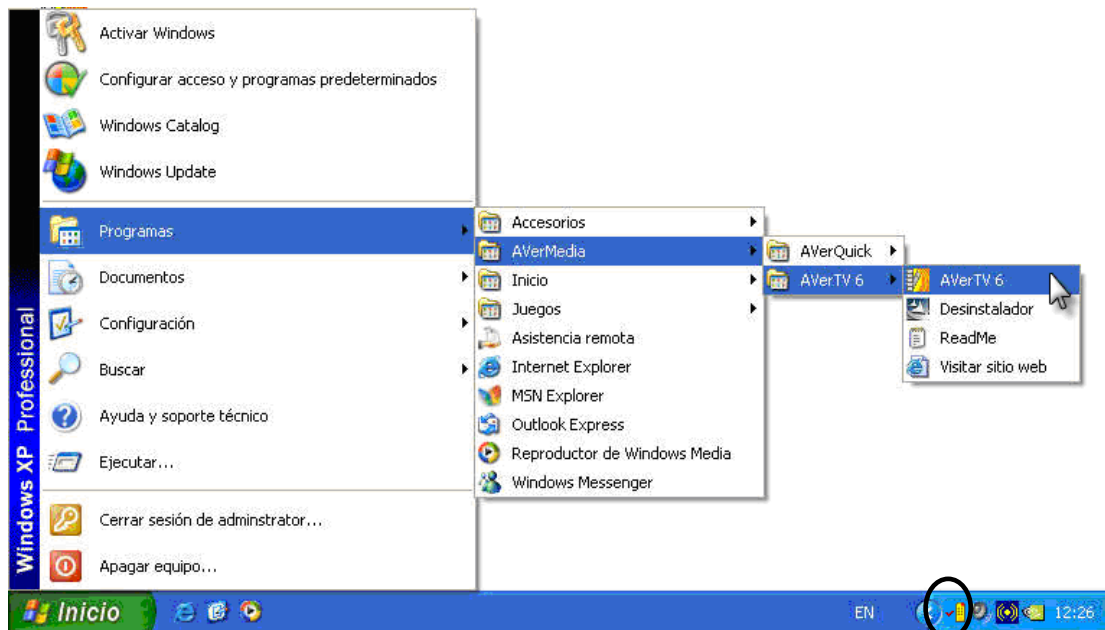 Activar Windows
Configurar acceso y programas predeterminados
Windows Catalog
Windows Update
Programas
Documentos
Configuración
Buscar
Ayuda y soporte técnico
Ejecutar...
Cerrar sesión de adminstrator...
Apagar equipo...
Windows XP Professional
Accesorios
AVerMedia
Inicio
Juegos
Asistencia remota
Internet Explorer
MSN Explorer
Outlook Express
Reproductor de Windows Media
Windows Messenger
AVerQuick
AVerTV 6
AVerTV 6
Desinstalador
ReadMe
Visitar sitio web
Inicio
EN
12:26